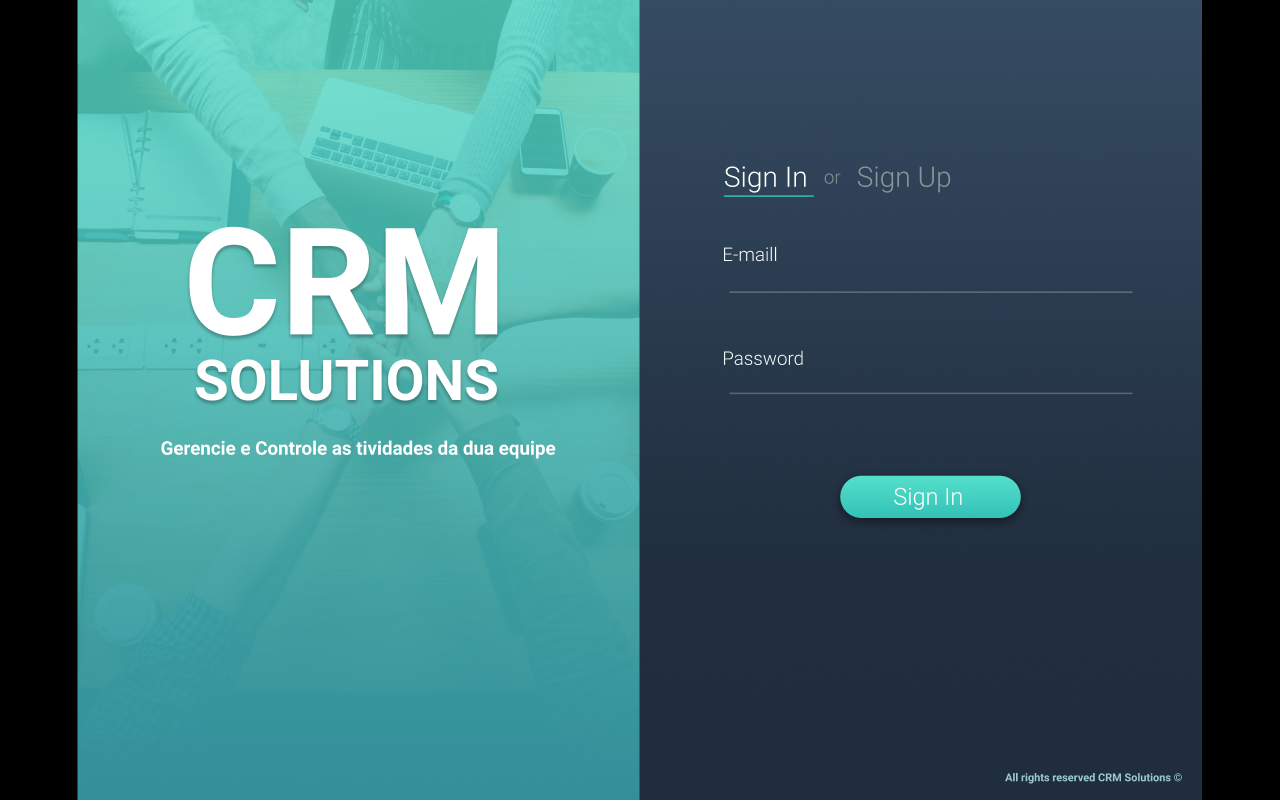 CRM
SOLUTIONS
Gerencie e Controle as tividades da dua equipe
Sign In or Sign Up
E-maill
Password
Sign In
All rights reserved CRM Solutions ©